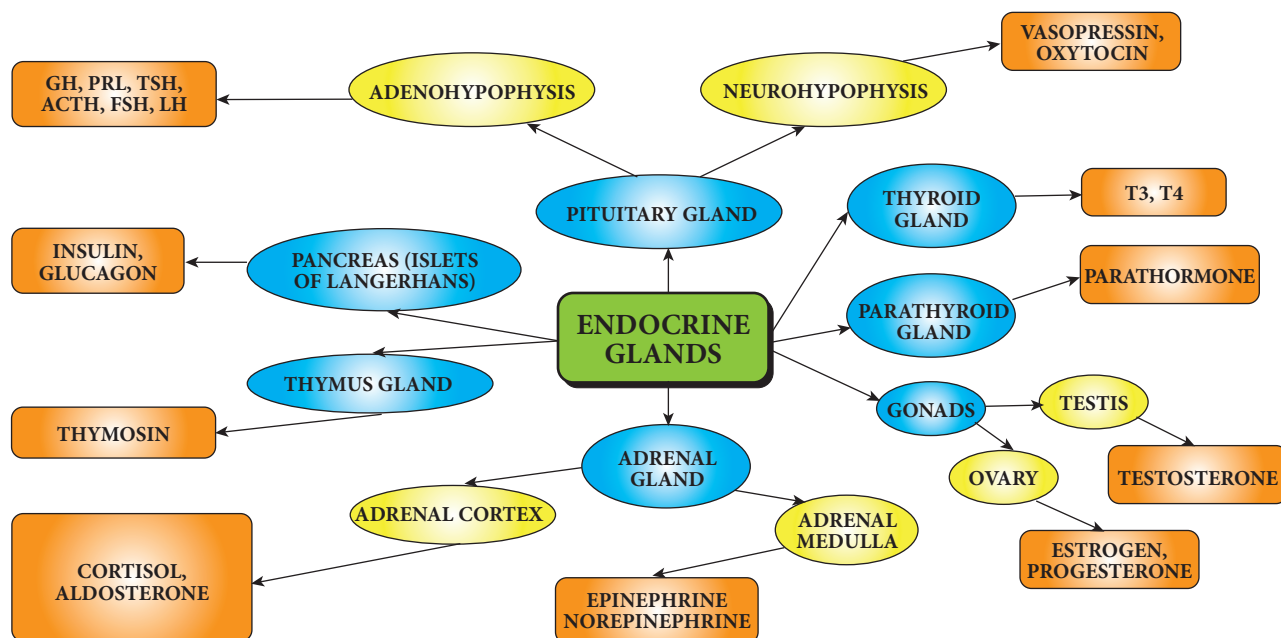 VASOPRESSIN,
OXYTOCIN
GH, PRL, TSH,
ACTH, FSH, LH
ADENOHYPOPHYSIS
NEUROHYPOPHYSIS
PITUITARY GLAND
THYROID
GLAND
T3, T4
INSULIN,
GLUCAGON
PANCREAS (ISLETS
OF LANGERHANS)
PARATHORMONE
PARATHYROID
GLAND
ENDOCRINE
GLANDS
THYMUS GLAND
THYMOSIN
GONADS
TESTIS
TESTOSTERONE
OVARY
ESTROGEN,
PROGESTERONE
ADRENAL
GLAND
ADRENAL CORTEX
ADRENAL
MEDULLA
CORTISOL,
ALDOSTERONE
EPINEPHRINE
NOREPINEPHRINE